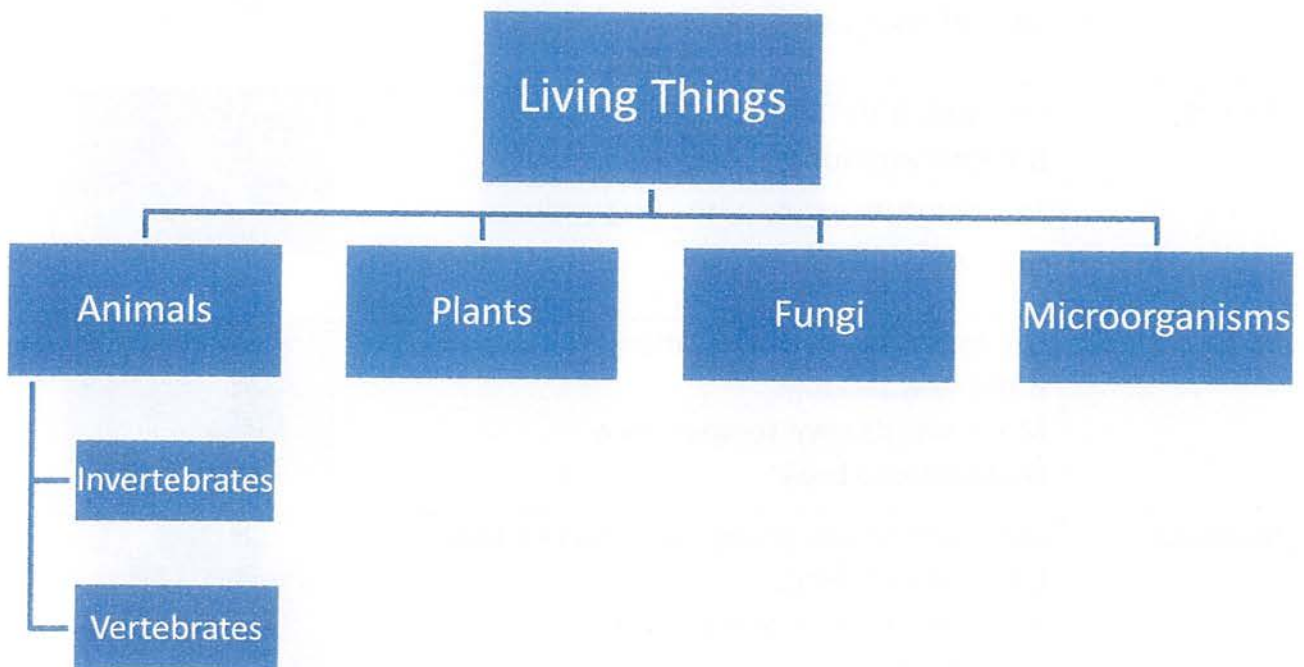 Living Things
Animals
Plants
Fungi
Microorganisms
Invertebrates
Vertebrates